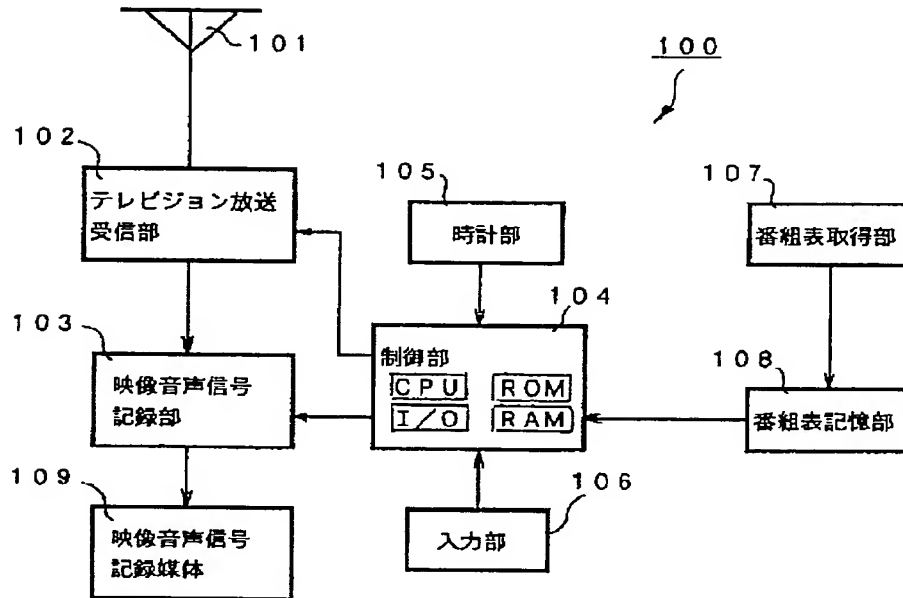 101
100
102
テレビジョン放送
受信部
105
時計部
107
番組表取得部
103
映像音声信号
記録部
104
制御部
CPU ROM
I/O RAM
108
番組表記憶部
109
映像音声信号
記録媒体
106
入力部